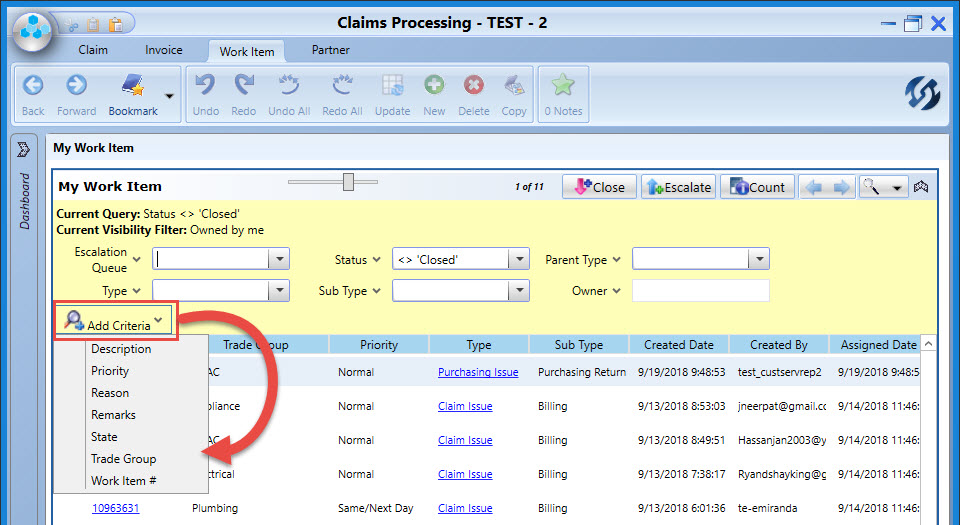 Claims Processing - TEST - 2
Claim Invoice Work Item Partner
Back Forward Bookmark Undo Redo Undo All Redo All Update New Delete Copy 0 Notes
Dashboard
My Work Item
My Work Item 1 of 11 Close Escalate Count
Current Query: Status <> 'Closed'
Current Visibility Filter: Owned by me
Escalation Queue Status <> 'Closed' Parent Type
Type Sub Type Owner
Add Criteria
Description
Priority
Reason
Remarks
State
Trade Group
Work Item #
Trade Group Priority Type Sub Type Created Date Created By Assigned Date
AC Normal Purchasing Issue Purchasing Return 9/19/2018 9:48:53 test_custservrep2 9/19/2018 9:48:5
pliance Normal Claim Issue Billing 9/13/2018 8:53:03 jneerpat@gmail.cc 9/14/2018 11:46:
AC Normal Claim Issue Billing 9/13/2018 8:49:51 Hassanjan2003@y 9/14/2018 11:46:
ctrical Normal Claim Issue Billing 9/13/2018 7:38:17 Ryandshayking@g 9/14/2018 11:46:
10963631 Plumbing Same/Next Day Claim Issue Billing 9/13/2018 6:01:36 te-emiranda 9/14/2018 11:46: